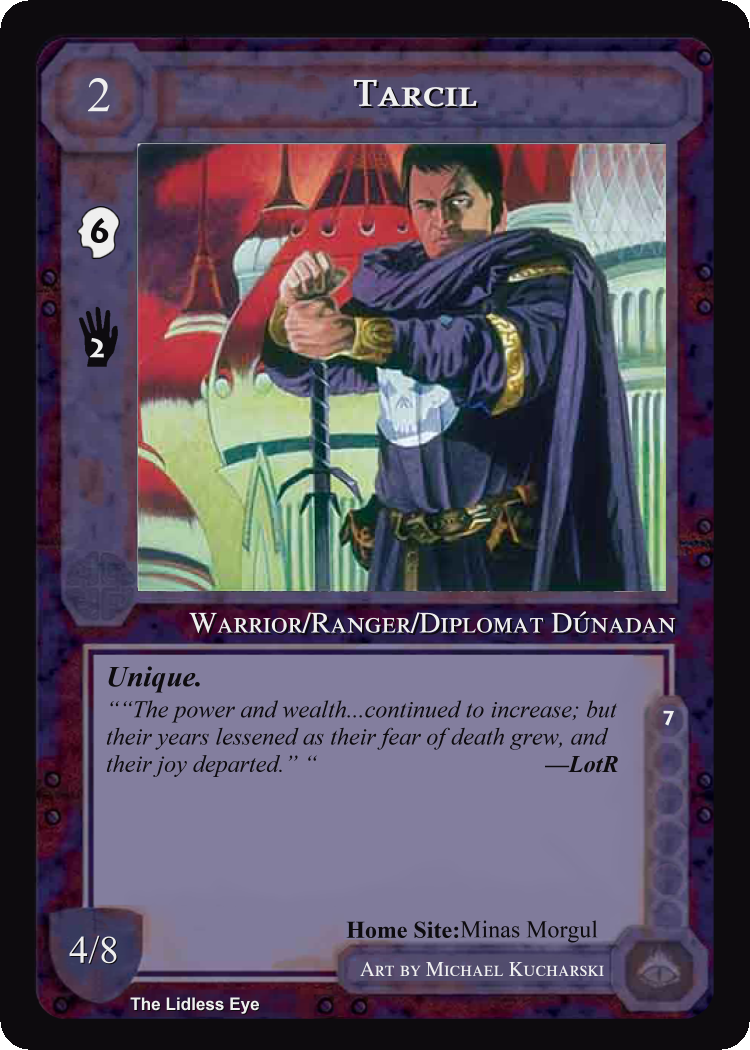 2
Tarcil
6
2
Warrior/Ranger/Diplomat Dúnadan
Unique.
““The power and wealth...continued to increase; but
their years lessened as their fear of death grew, and
their joy departed.” “ —LotR
7
Home Site:Minas Morgul
4/8
Art by Michael Kucharski
The Lidless Eye